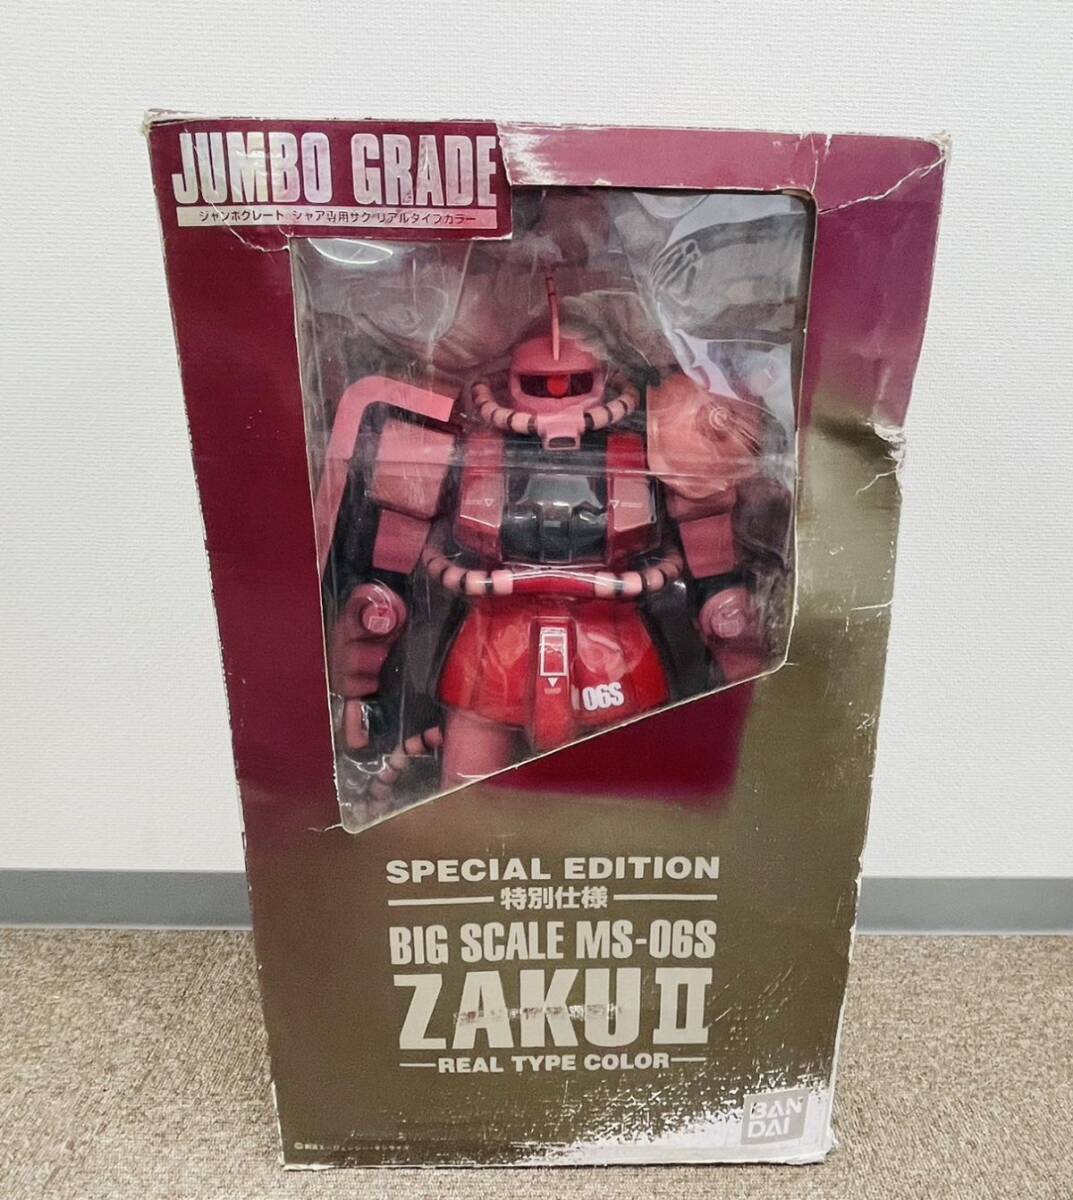 JUMBO GRADE
ジャンボグレード シャア専用ザク リアルタイプカラー
06S
SPECIAL EDITION
特別仕様
BIG SCALE MS-06S
ZAKU II
REAL TYPE COLOR
BAN
DAI